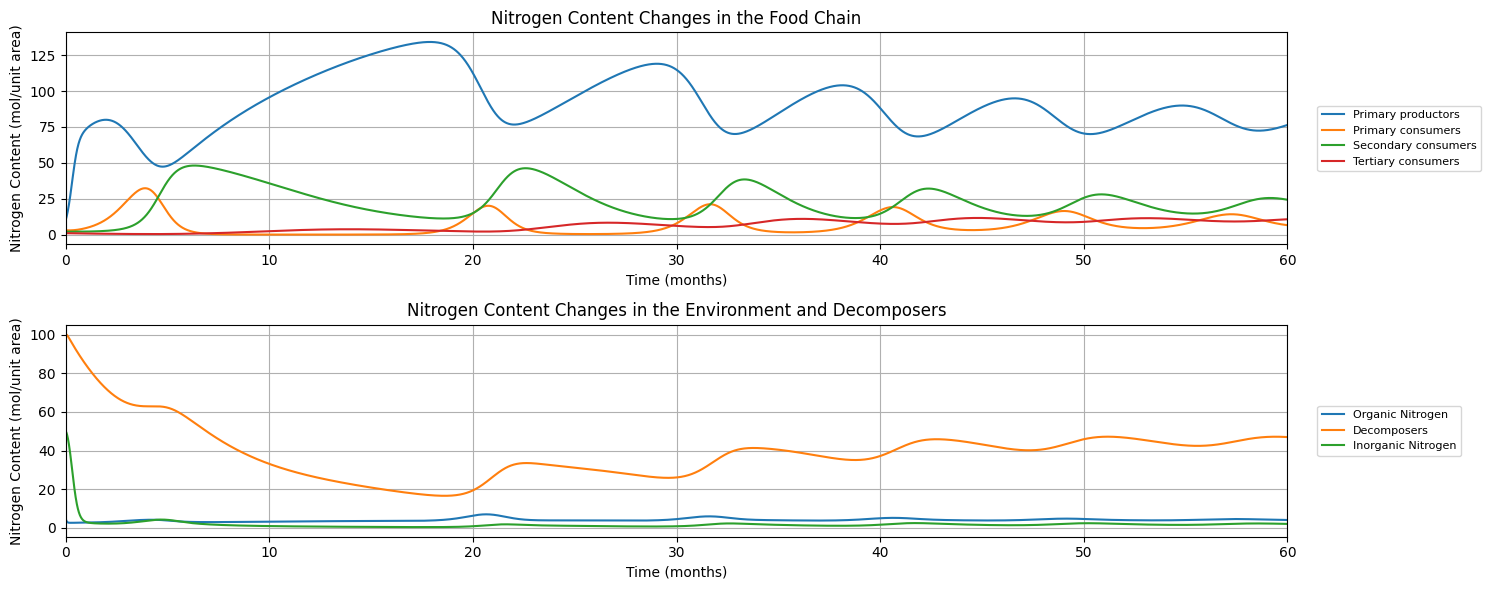 Nitrogen Content Changes in the Food Chain
Nitrogen Content (mol/unit area)
125
100
75
50
25
0
0 10 20 30 40 50 60
Time (months)
Primary productors
Primary consumers
Secondary consumers
Tertiary consumers
Nitrogen Content Changes in the Environment and Decomposers
Nitrogen Content (mol/unit area)
100
80
60
40
20
0
0 10 20 30 40 50 60
Time (months)
Organic Nitrogen
Decomposers
Inorganic Nitrogen